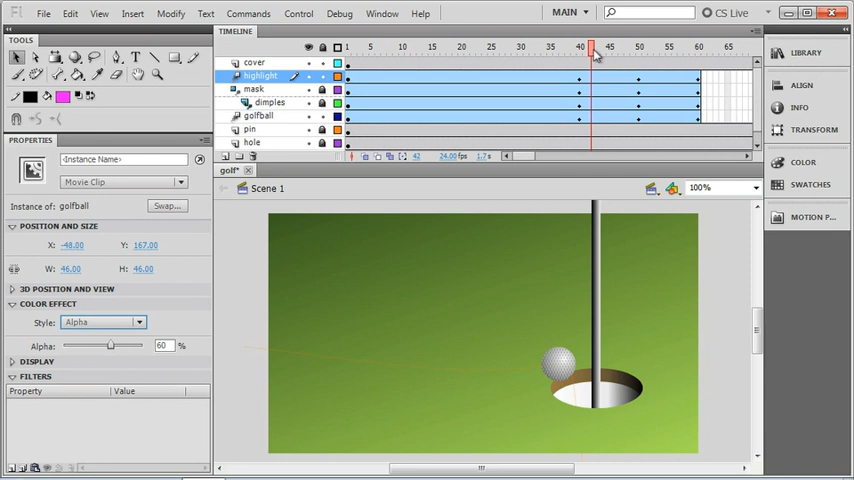 Fl File Edit View Insert Modify Text Commands Control Debug Window Help MAIN CS Live
TOOLS
TIMELINE
1 5 10 15 20 25 30 35 40 45 50 55 60 65
cover
highlight
mask
dimples
golfball
pin
hole
42 24.00 fps 1.7 s
PROPERTIES
<Instance Name>
Movie Clip
Instance of: golfball Swap...
POSITION AND SIZE
X: -48.00 Y: 167.00
W: 46.00 H: 46.00
3D POSITION AND VIEW
COLOR EFFECT
Style: Alpha
Alpha: 60 %
DISPLAY
FILTERS
Property Value
golf*
Scene 1 100%
LIBRARY
ALIGN
INFO
TRANSFORM
COLOR
SWATCHES
MOTION P...